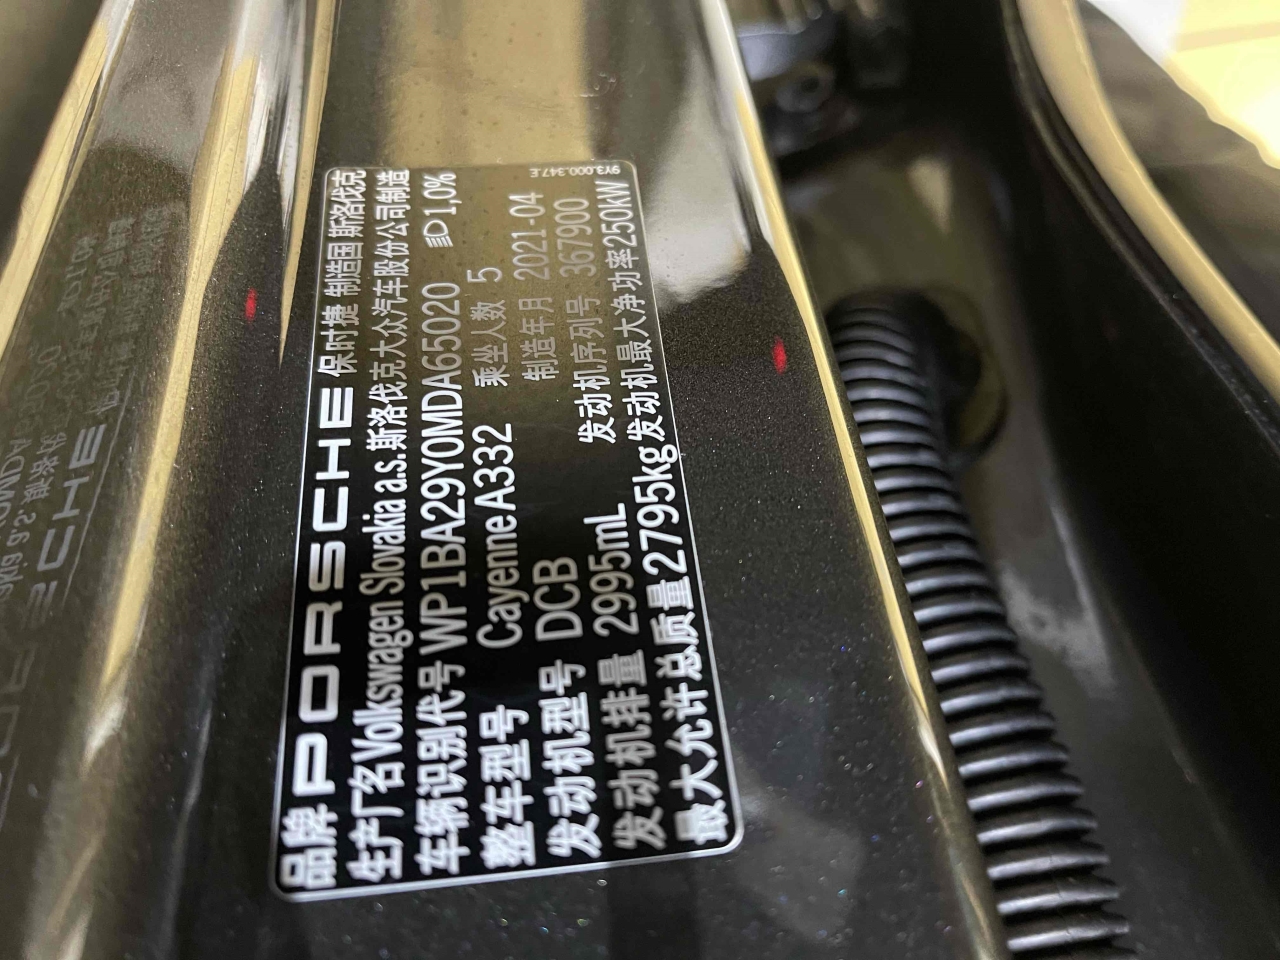 品牌 PORSCHE 保时捷 制造国 斯洛伐克
生产厂名 Volkswagen Slovakia a.s. 斯洛伐克大众汽车股份公司制造
车辆识别代号 WP1BA29Y0MDA65020 1,0%
整车型号 Cayenne A332 乘坐人数 5
发动机型号 DCB 制造年月 2021-04
发动机排量 2995mL 发动机序列号 367900
最大允许总质量 2795kg 发动机最大净功率 250kW
9Y3.000.347.E